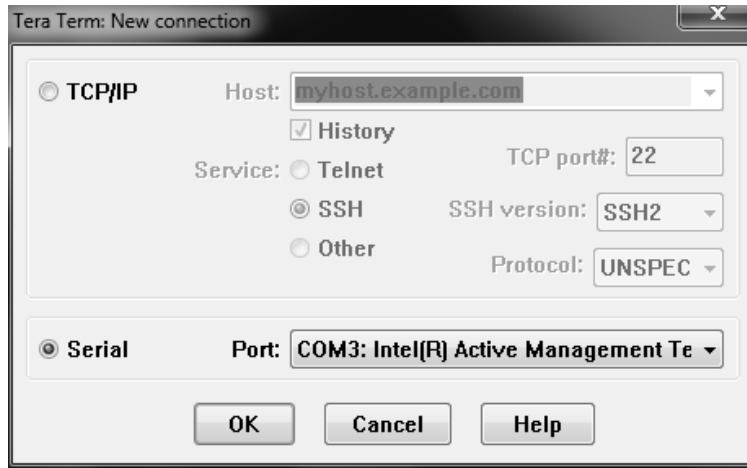 Tera Term: New connection
x
TCP/IP Host: myhost.example.com
History
Service: Telnet TCP port#: 22
SSH SSH version: SSH2
Other Protocol: UNSPEC
Serial Port: COM3: Intel(R) Active Management Te
OK Cancel Help